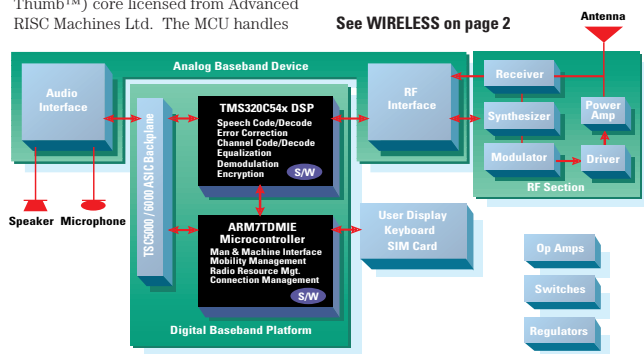 Thumb™) core licensed from Advanced
RISC Machines Ltd. The MCU handles
See WIRELESS on page 2
Antenna
Analog Baseband Device
Audio
Interface
TSC5000 / 6000 ASIC Backplane
TMS320C54x DSP
Speech Code/Decode
Error Correction
Channel Code/Decode
Equalization
Demodulation
Encryption
S/W
RF
Interface
Receiver
Synthesizer
Modulator
Power
Amp
Driver
RF Section
Speaker
Microphone
ARM7TDMIE
Microcontroller
Man & Machine Interface
Mobility Management
Radio Resource Mgt.
Connection Management
S/W
Digital Baseband Platform
User Display
Keyboard
SIM Card
Op Amps
Switches
Regulators